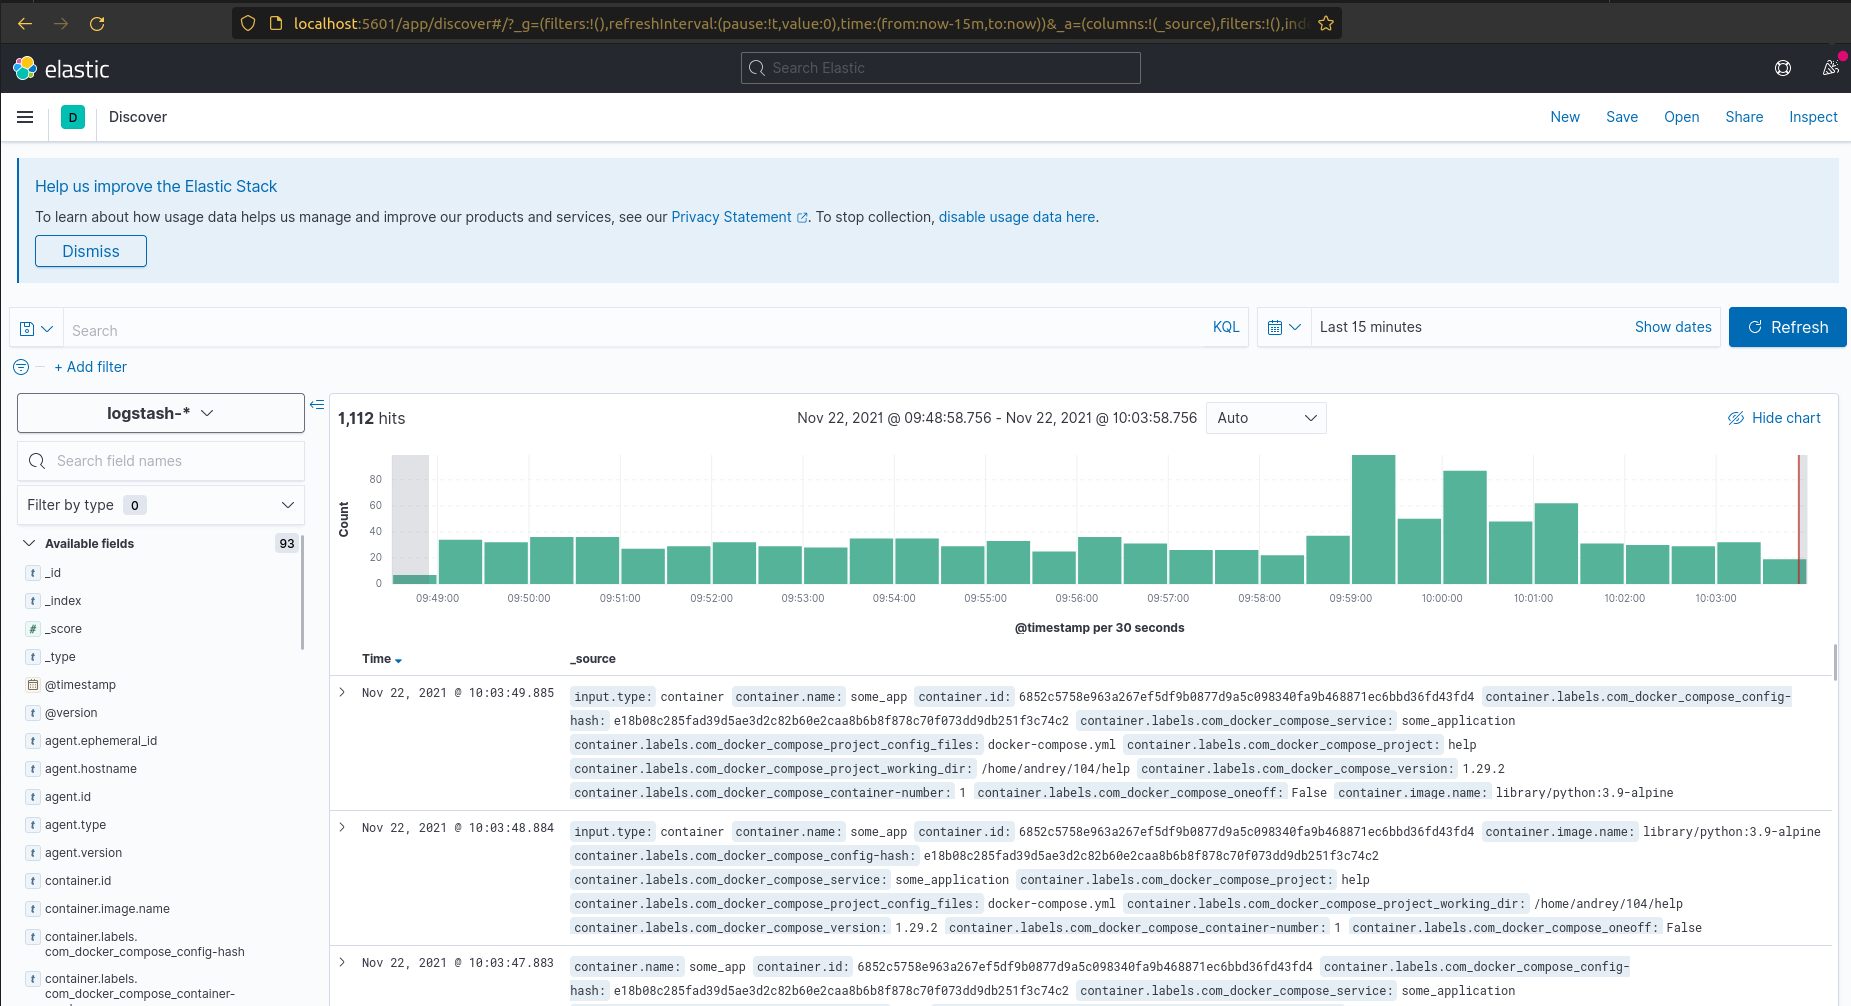 localhost:5601/app/discover#/?_g=(filters:!(),refreshInterval:(pause:!t,value:0),time:(from:now-15m,to:now))&_a=(columns:!(_source),filters:!(),ind
elastic
Search Elastic
D
Discover
New
Save
Open
Share
Inspect
Help us improve the Elastic Stack
To learn about how usage data helps us manage and improve our products and services, see our Privacy Statement. To stop collection, disable usage data here.
Dismiss
Search
KQL
Last 15 minutes
Show dates
Refresh
+ Add filter
logstash-*
Search field names
Filter by type 0
Available fields 93
t _id
t _index
# _score
t _type
@timestamp
t @version
t agent.ephemeral_id
t agent.hostname
t agent.id
t agent.type
t agent.version
t container.id
t container.image.name
t container.labels.
com_docker_compose_config-hash
t container.labels.
com_docker_compose_container-
1,112 hits
Nov 22, 2021 @ 09:48:58.756 - Nov 22, 2021 @ 10:03:58.756
Auto
Hide chart
Count
80
60
40
20
0
09:49:00 09:50:00 09:51:00 09:52:00 09:53:00 09:54:00 09:55:00 09:56:00 09:57:00 09:58:00 09:59:00 10:00:00 10:01:00 10:02:00 10:03:00
@timestamp per 30 seconds
Time _source
Nov 22, 2021 @ 10:03:49.885
input.type: container container.name: some_app container.id: 6852c5758e963a267ef5df9b0877d9a5c098340fa9b468871ec6bbd36fd43fd4 container.labels.com_docker_compose_config-
hash: e18b08c285fad39d5ae3d2c82b60e2caa8b6b8f878c70f073dd9db251f3c74c2 container.labels.com_docker_compose_service: some_application
container.labels.com_docker_compose_project_config_files: docker-compose.yml container.labels.com_docker_compose_project: help
container.labels.com_docker_compose_project_working_dir: /home/andrey/104/help container.labels.com_docker_compose_version: 1.29.2
container.labels.com_docker_compose_container-number: 1 container.labels.com_docker_compose_oneoff: False container.image.name: library/python:3.9-alpine
Nov 22, 2021 @ 10:03:48.884
input.type: container container.name: some_app container.id: 6852c5758e963a267ef5df9b0877d9a5c098340fa9b468871ec6bbd36fd43fd4 container.image.name: library/python:3.9-alpine
container.labels.com_docker_compose_config-hash: e18b08c285fad39d5ae3d2c82b60e2caa8b6b8f878c70f073dd9db251f3c74c2
container.labels.com_docker_compose_service: some_application container.labels.com_docker_compose_project: help
container.labels.com_docker_compose_project_config_files: docker-compose.yml container.labels.com_docker_compose_project_working_dir: /home/andrey/104/help
container.labels.com_docker_compose_version: 1.29.2 container.labels.com_docker_compose_container-number: 1 container.labels.com_docker_compose_oneoff: False
Nov 22, 2021 @ 10:03:47.883
container.name: some_app container.id: 6852c5758e963a267ef5df9b0877d9a5c098340fa9b468871ec6bbd36fd43fd4 container.labels.com_docker_compose_config-
hash: e18b08c285fad39d5ae3d2c82b60e2caa8b6b8f878c70f073dd9db251f3c74c2 container.labels.com_docker_compose_service: some_application